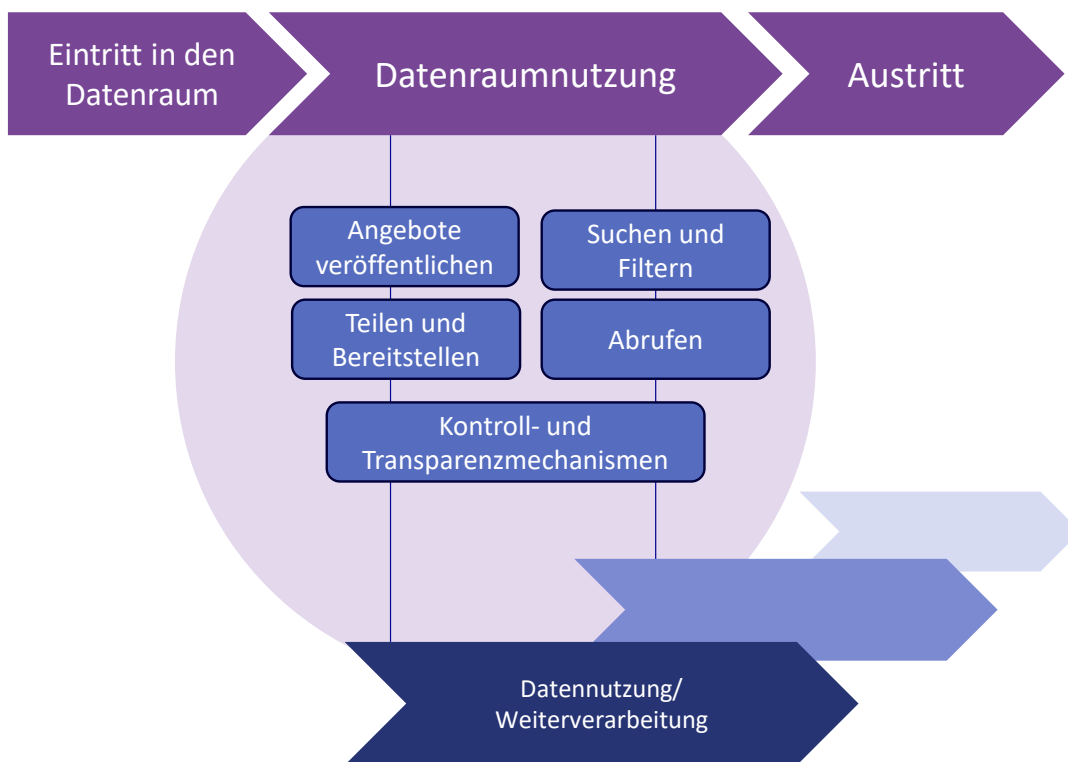 Eintritt in den
Datenraum
Datenraumnutzung
Austritt
Angebote
veröffentlichen
Suchen und
Filtern
Teilen und
Bereitstellen
Abrufen
Kontroll- und
Transparenzmechanismen
Datennutzung/
Weiterverarbeitung